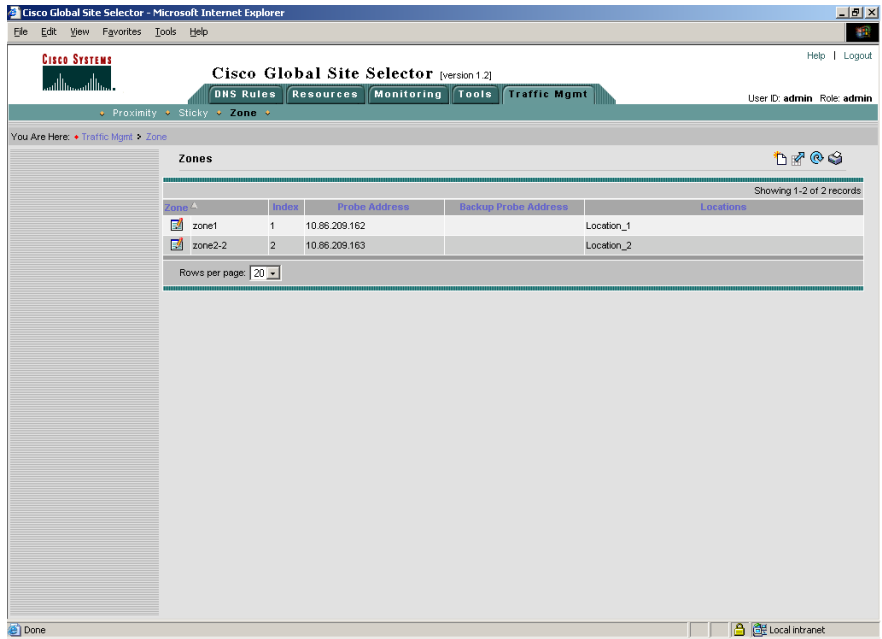 Cisco Global Site Selector - Microsoft Internet Explorer
File Edit View Favorites Tools Help
CISCO SYSTEMS
Cisco Global Site Selector [version 1.2]
Help | Logout
DNS Rules Resources Monitoring Tools Traffic Mgmt
User ID: admin Role: admin
Proximity Sticky Zone
You Are Here: Traffic Mgmt > Zone
Zones
Showing 1-2 of 2 records
Zone Index Probe Address Backup Probe Address Locations
zone1 1 10.86.209.162 Location_1
zone2-2 2 10.86.209.163 Location_2
Rows per page: 20
Done Local intranet